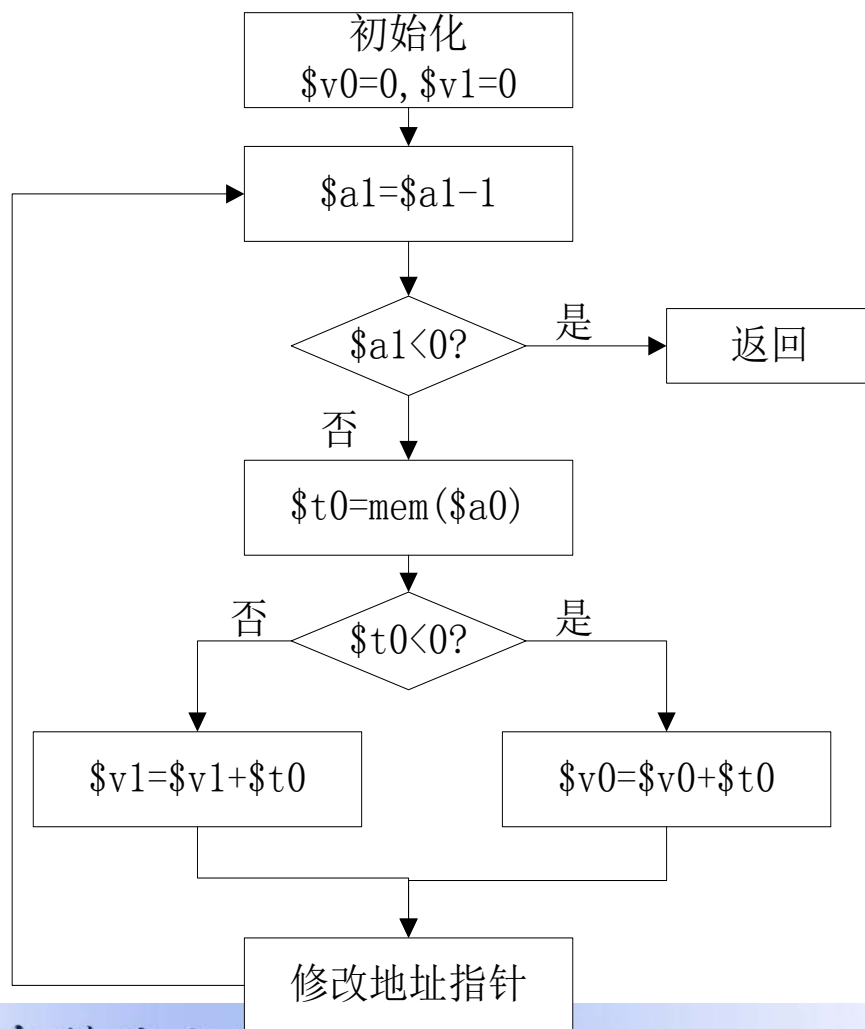 初始化
$v0=0,$v1=0
$a1=$a1-1
$a1<0?
是
返回
否
$t0=mem($a0)
否
$t0<0?
是
$v1=$v1+$t0
$v0=$v0+$t0
修改地址指针